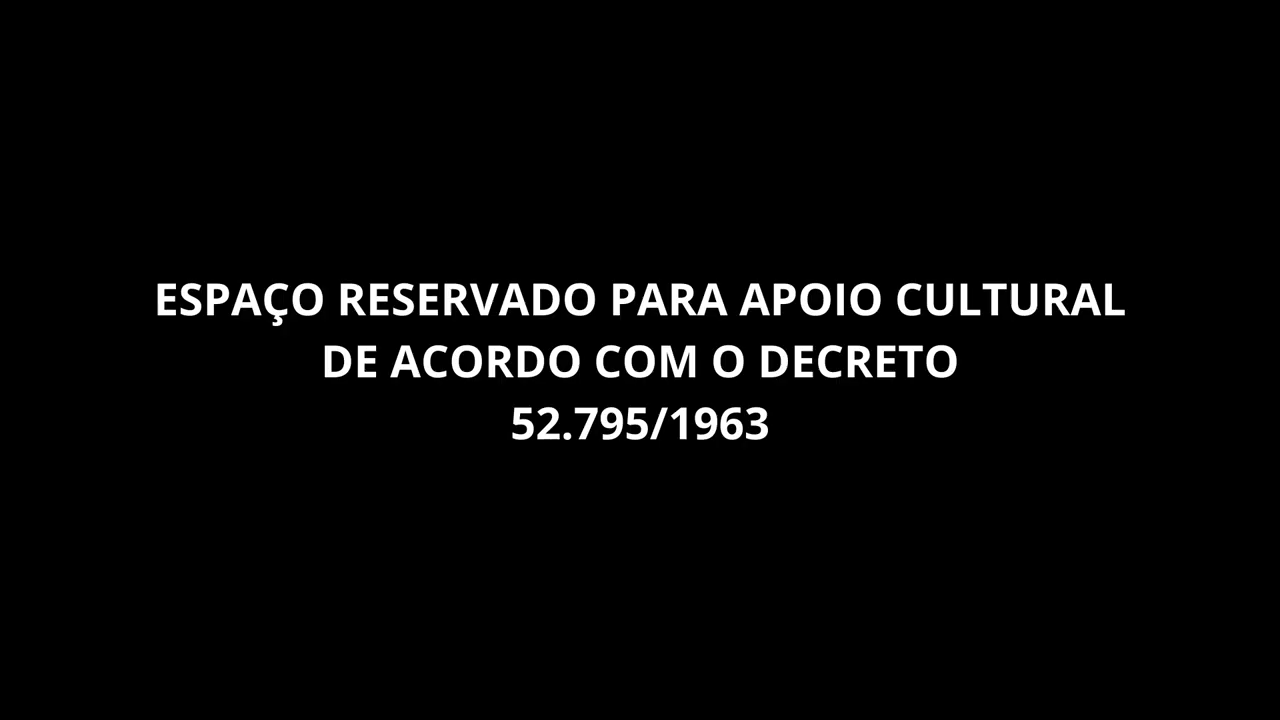 ESPAÇO RESERVADO PARA APOIO CULTURAL
DE ACORDO COM O DECRETO
52.795/1963